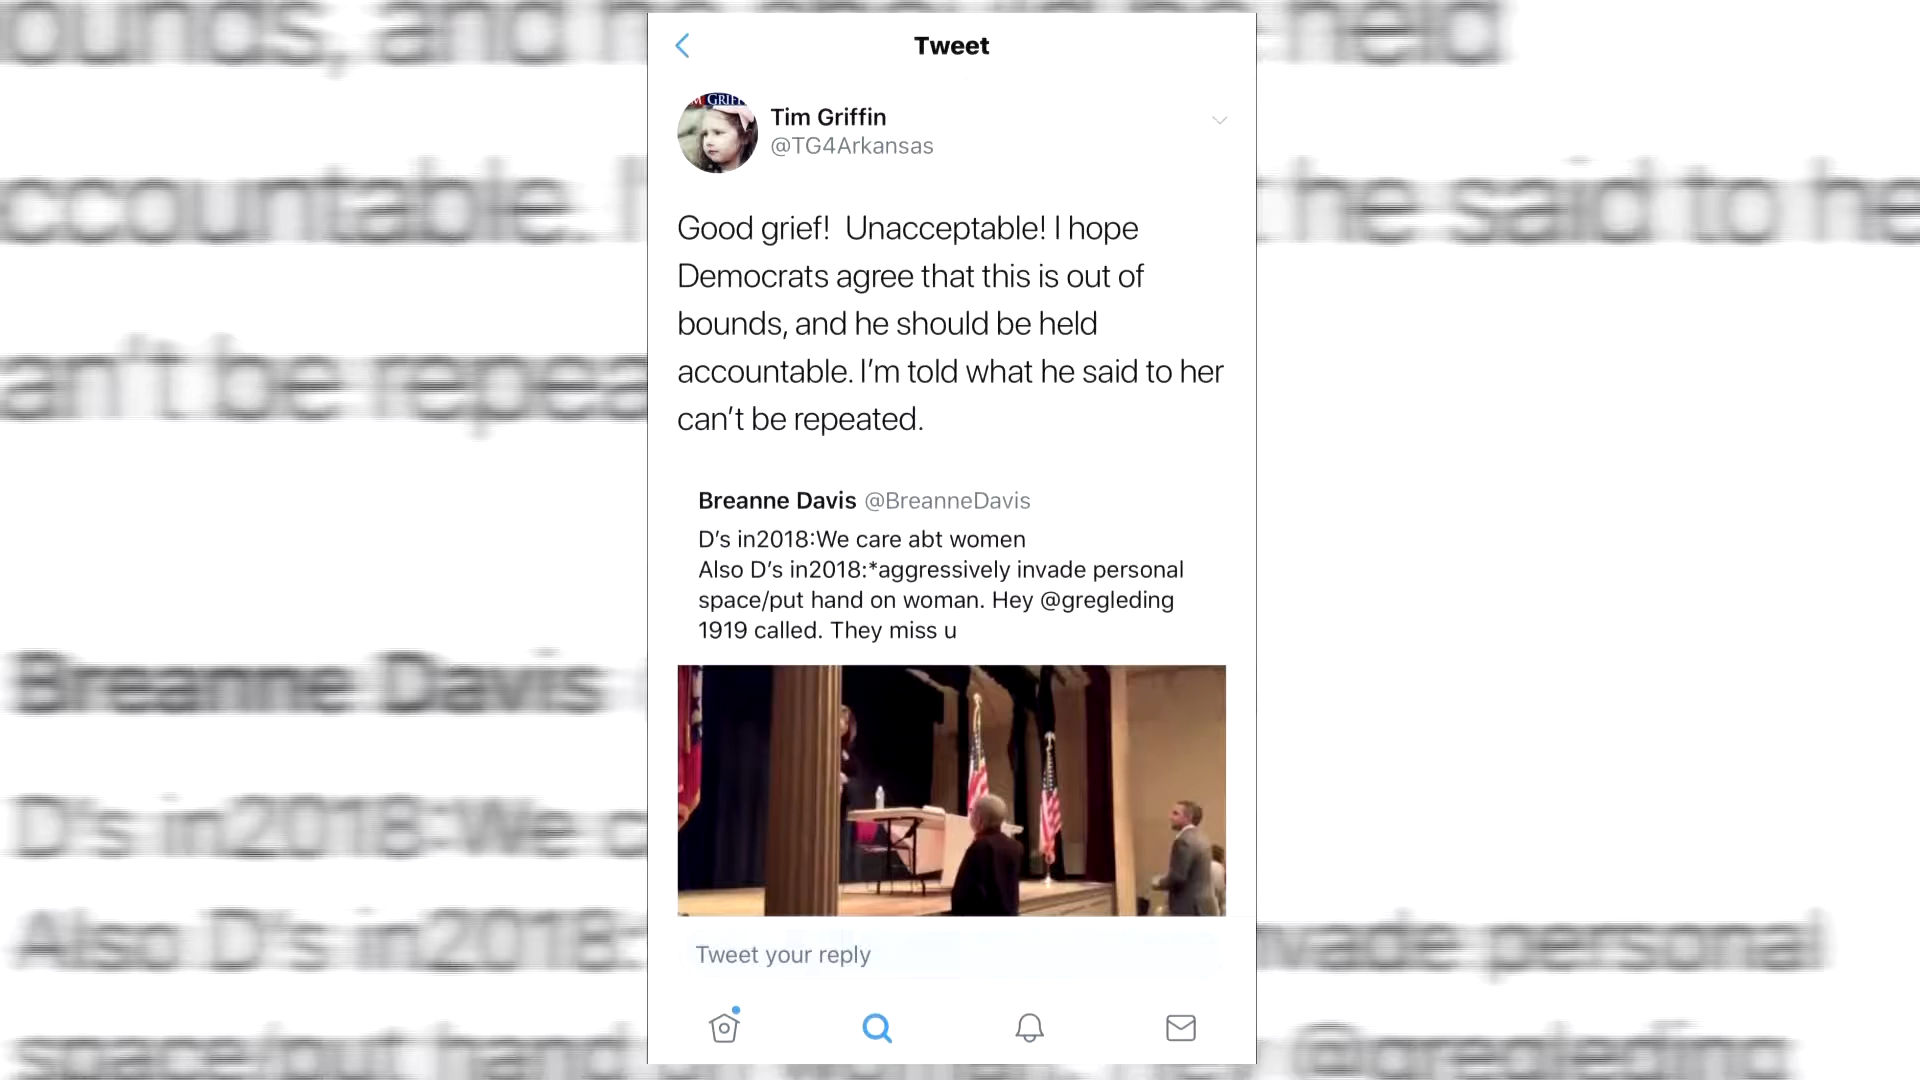 Tweet
Tim Griffin
@TG4Arkansas
Good grief!  Unacceptable! I hope
Democrats agree that this is out of
bounds, and he should be held
accountable. I'm told what he said to her
can't be repeated.
Breanne Davis @BreanneDavis
D's in2018:We care abt women
Also D's in2018:*aggressively invade personal
space/put hand on woman. Hey @gregleding
1919 called. They miss u
Tweet your reply